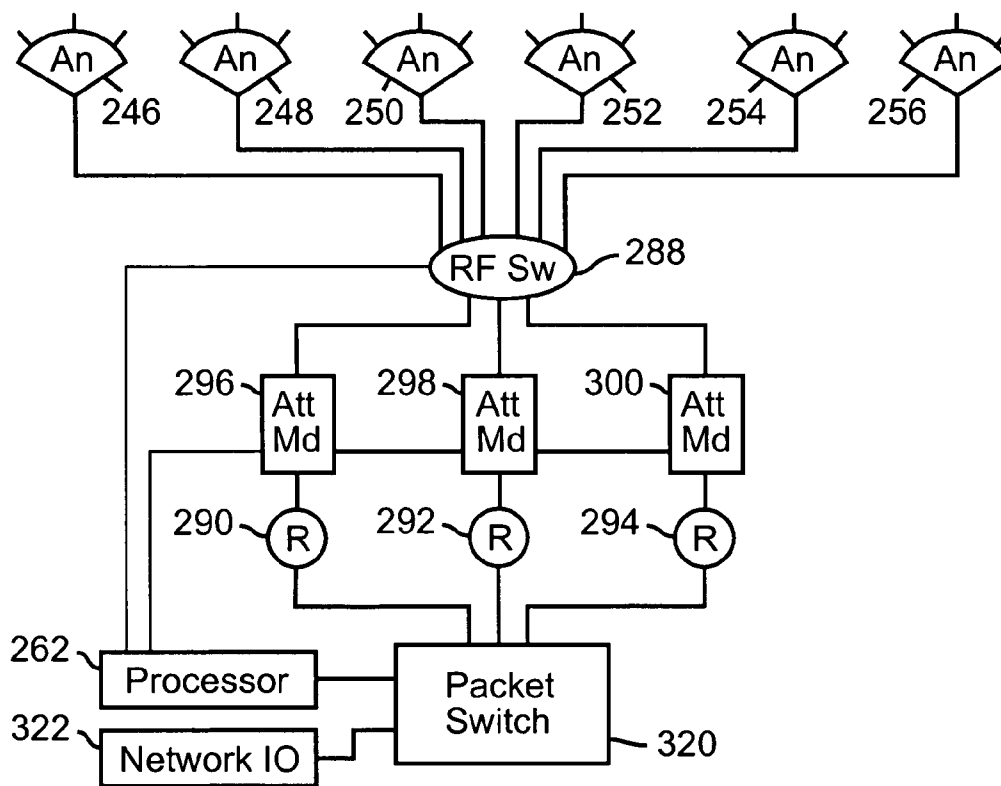 An An An An An An
246 248 250 252 254 256
RF Sw 288
296 298 300
Att Att Att
Md Md Md
290 292 294
R R R
262
Processor
Packet
Switch
322
Network IO
320